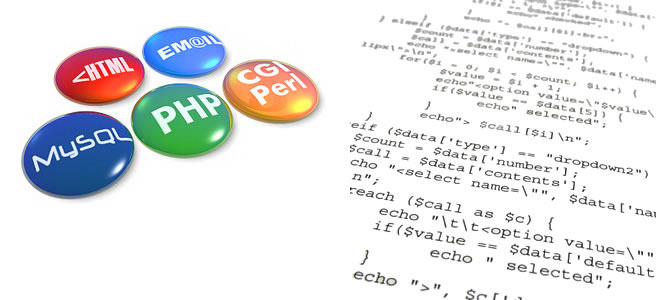 <HTML
EM@IL
MySQL
PHP
CGI
Perl
echo "$call[$i]<br>";
}
} elseif ($data['type'] == "dropdown") {
$count = $data['number'];
$call = $data['contents'];
echo "<select name=\"", $data['name
for($i = 0; $i < $count; $i++) {
$value = $i + 1;
echo"<option value=\"$value\
if($value == $data[5]) {
echo" selected";
}
echo"> $call[$i]\n";
}
eif ($data['type'] == "dropdown2")
$count = $data['number'];
$call = $data['contents'];
cho "<select name=\"", $data['nam
n";
reach ($call as $c) {
echo "\t\t<option value=\""
if($value == $data['default
echo " selected";
}
echo ">", $c['